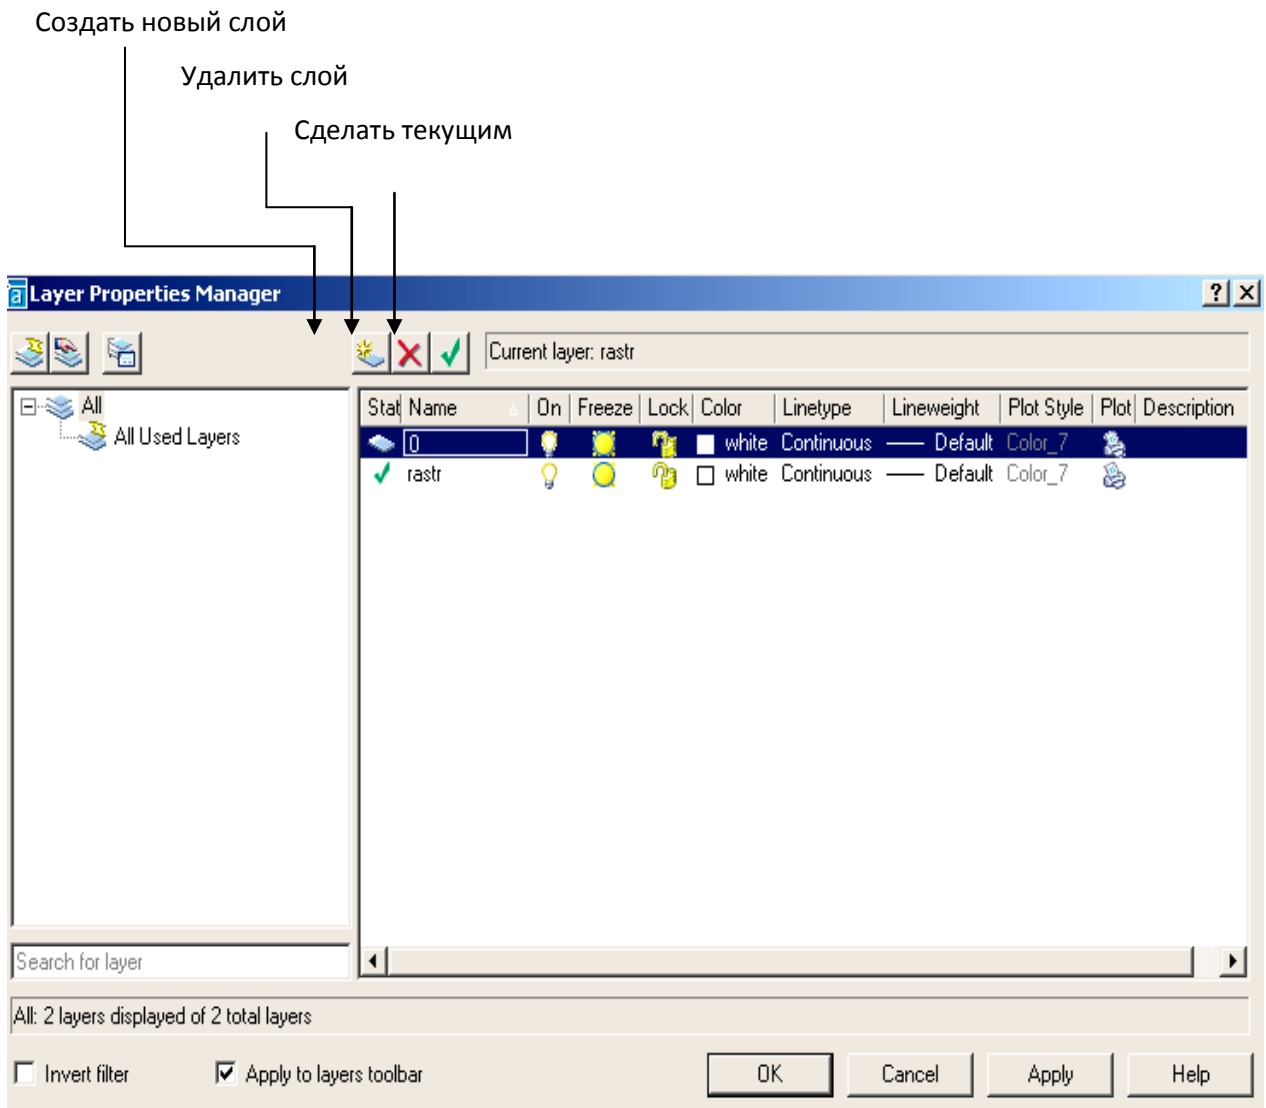 Создать новый слой
Удалить слой
Сделать текущим
Layer Properties Manager
Current layer: rastr
All
All Used Layers
Stat Name On Freeze Lock Color Linetype Lineweight Plot Style Plot Description
0 white Continuous Default Color_7
rastr white Continuous Default Color_7
Search for layer
All: 2 layers displayed of 2 total layers
Invert filter Apply to layers toolbar OK Cancel Apply Help